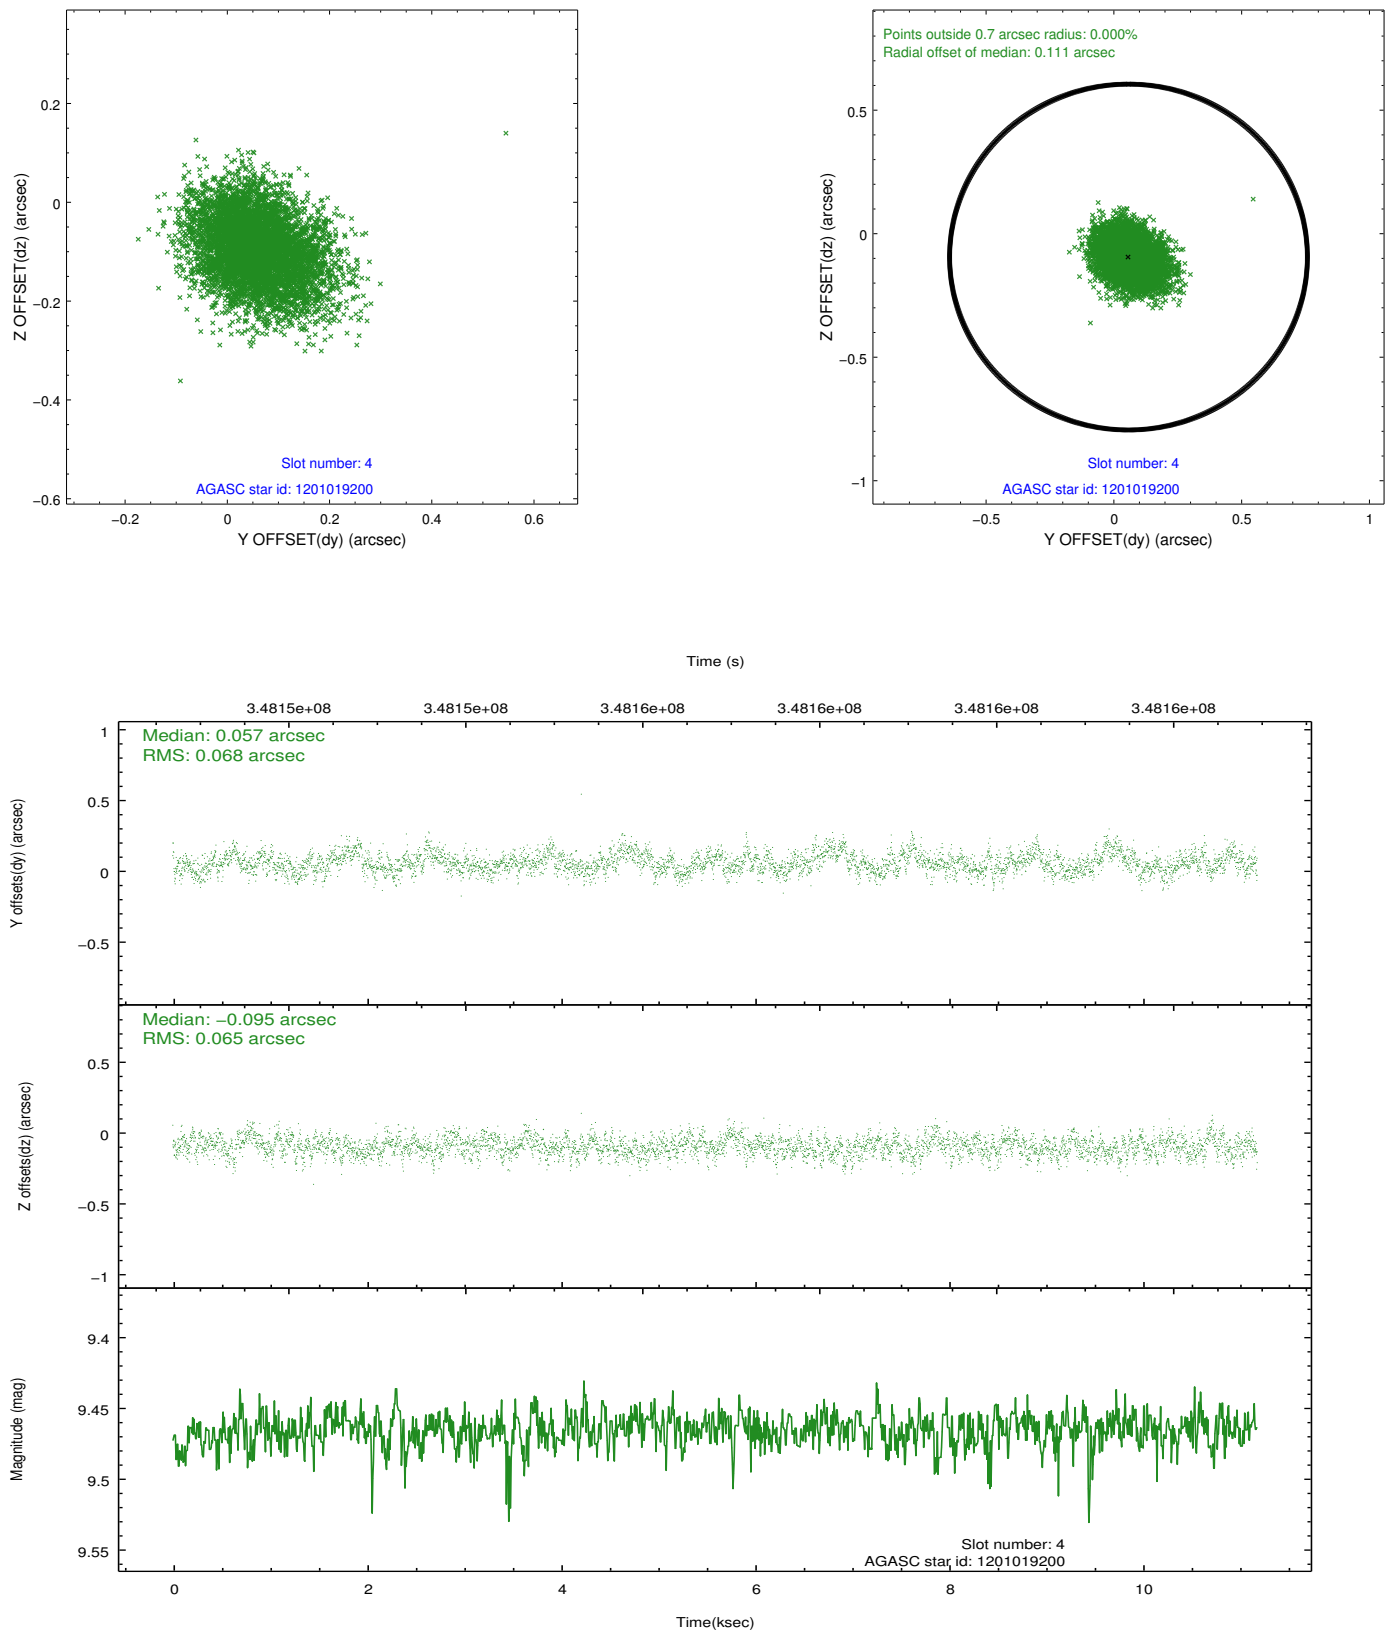 0.2
0
−0.2
−0.4
−0.6
Z OFFSET(dz) (arcsec)
Slot number: 4
AGASC star id: 1201019200
−0.2 0 0.2 0.4 0.6
Y OFFSET(dy) (arcsec)
Points outside 0.7 arcsec radius: 0.000%
Radial offset of median: 0.111 arcsec
0.5
0
−0.5
−1
Z OFFSET(dz) (arcsec)
Slot number: 4
AGASC star id: 1201019200
−0.5 0 0.5 1
Y OFFSET(dy) (arcsec)
Time (s)
3.4815e+08 3.4815e+08 3.4816e+08 3.4816e+08 3.4816e+08 3.4816e+08
Median: 0.057 arcsec
RMS: 0.068 arcsec
1
0.5
0
−0.5
Y offsets(dy) (arcsec)
Median: −0.095 arcsec
RMS: 0.065 arcsec
0.5
0
−0.5
−1
Z offsets(dz) (arcsec)
9.4
9.45
9.5
9.55
Magnitude (mag)
Slot number: 4
AGASC star id: 1201019200
0 2 4 6 8 10
Time(ksec)